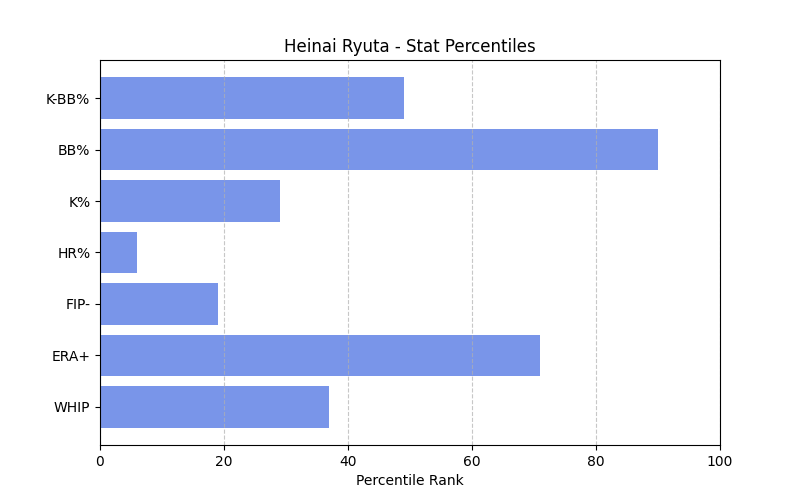 Heinai Ryuta - Stat Percentiles
K-BB%
BB%
K%
HR%
FIP-
ERA+
WHIP
0 20 40 60 80 100
Percentile Rank